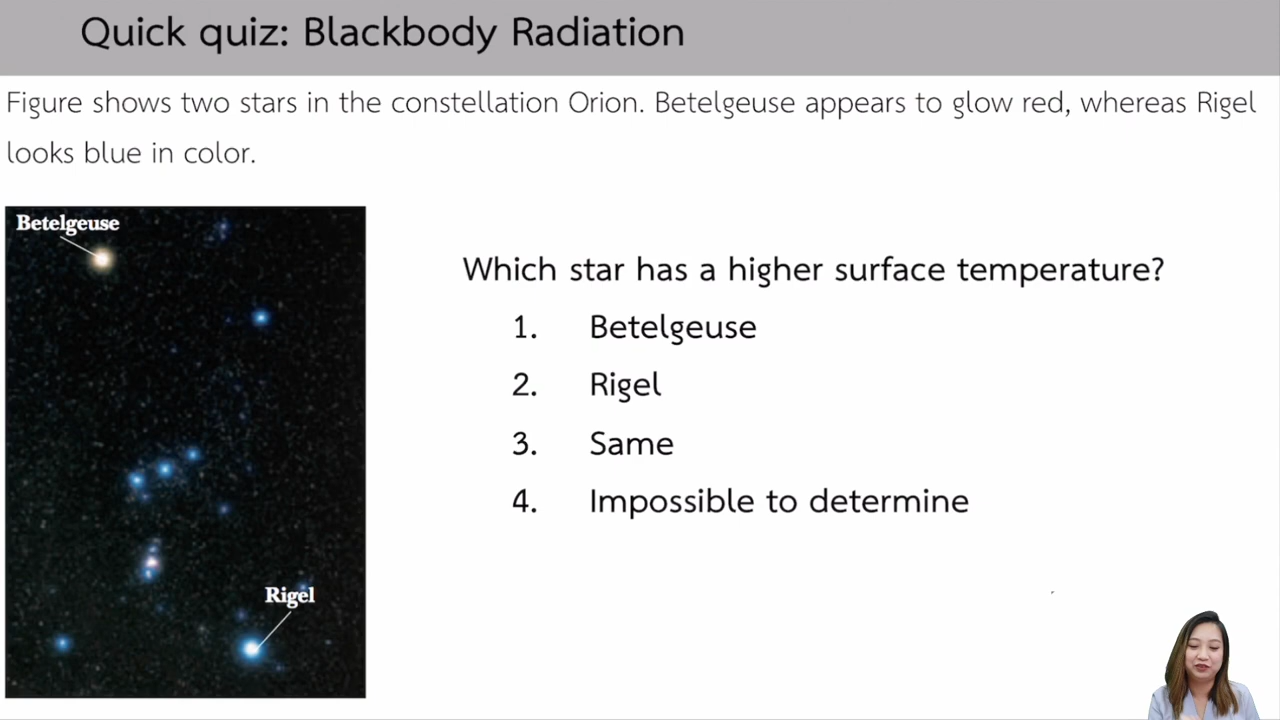 Quick quiz: Blackbody Radiation
Figure shows two stars in the constellation Orion. Betelgeuse appears to glow red, whereas Rigel
looks blue in color.
Betelgeuse
Which star has a higher surface temperature?
1. Betelgeuse
2. Rigel
3. Same
4. Impossible to determine
Rigel